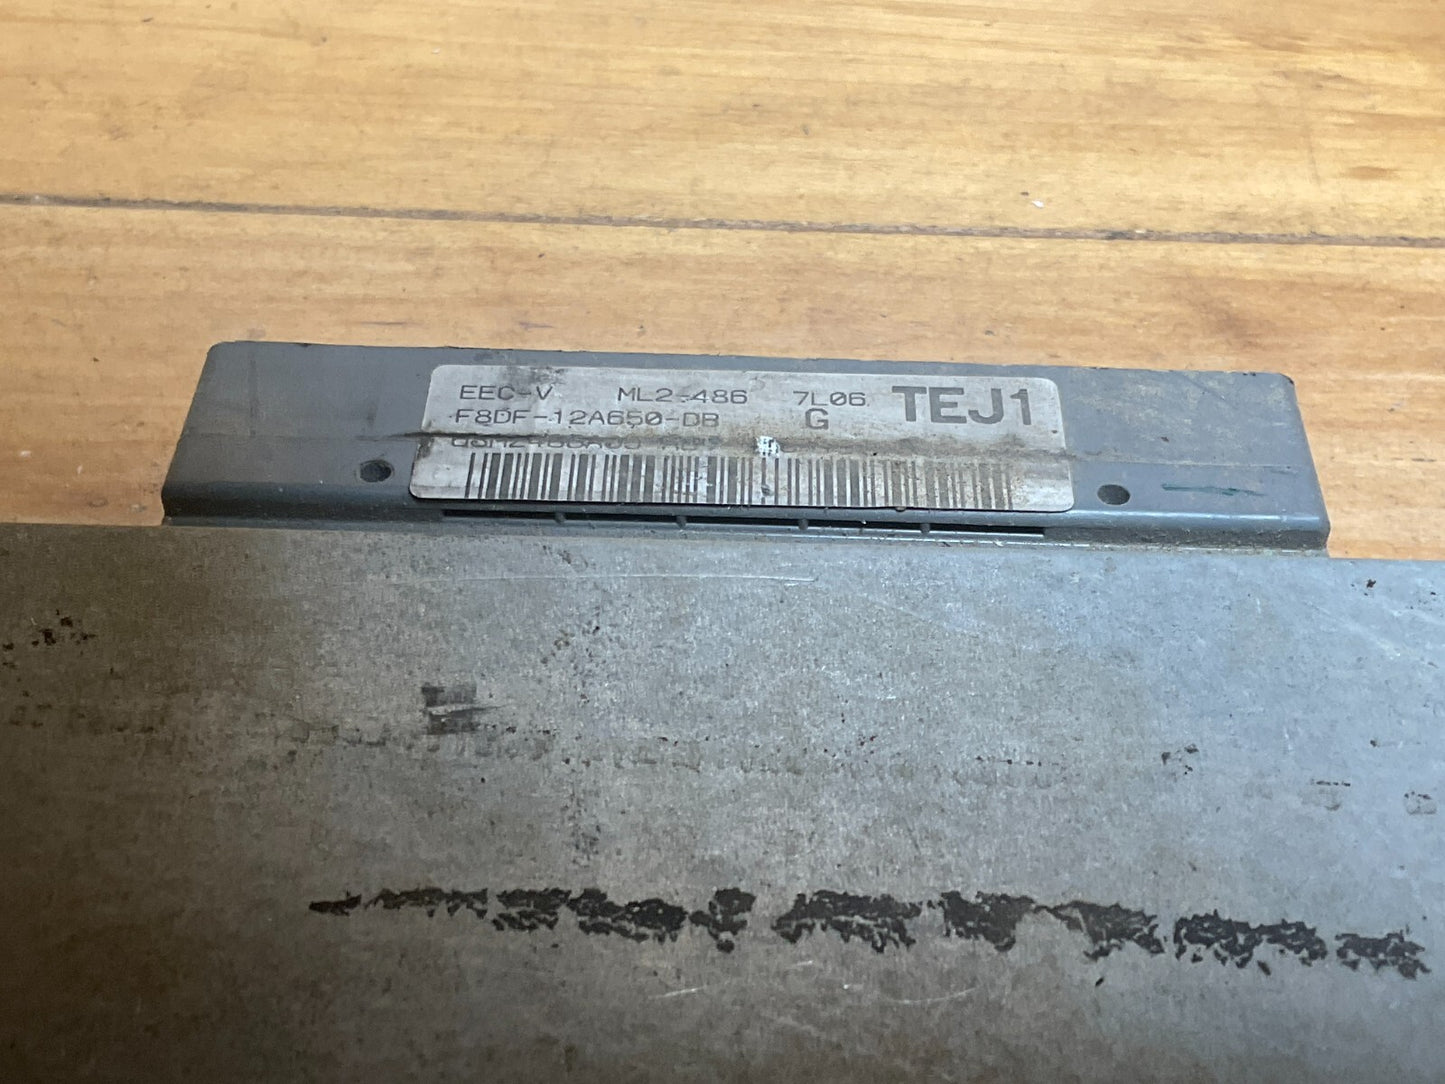 EEC-V ML2-486 7L06 TEJ1
F8DF-12A650-DB G